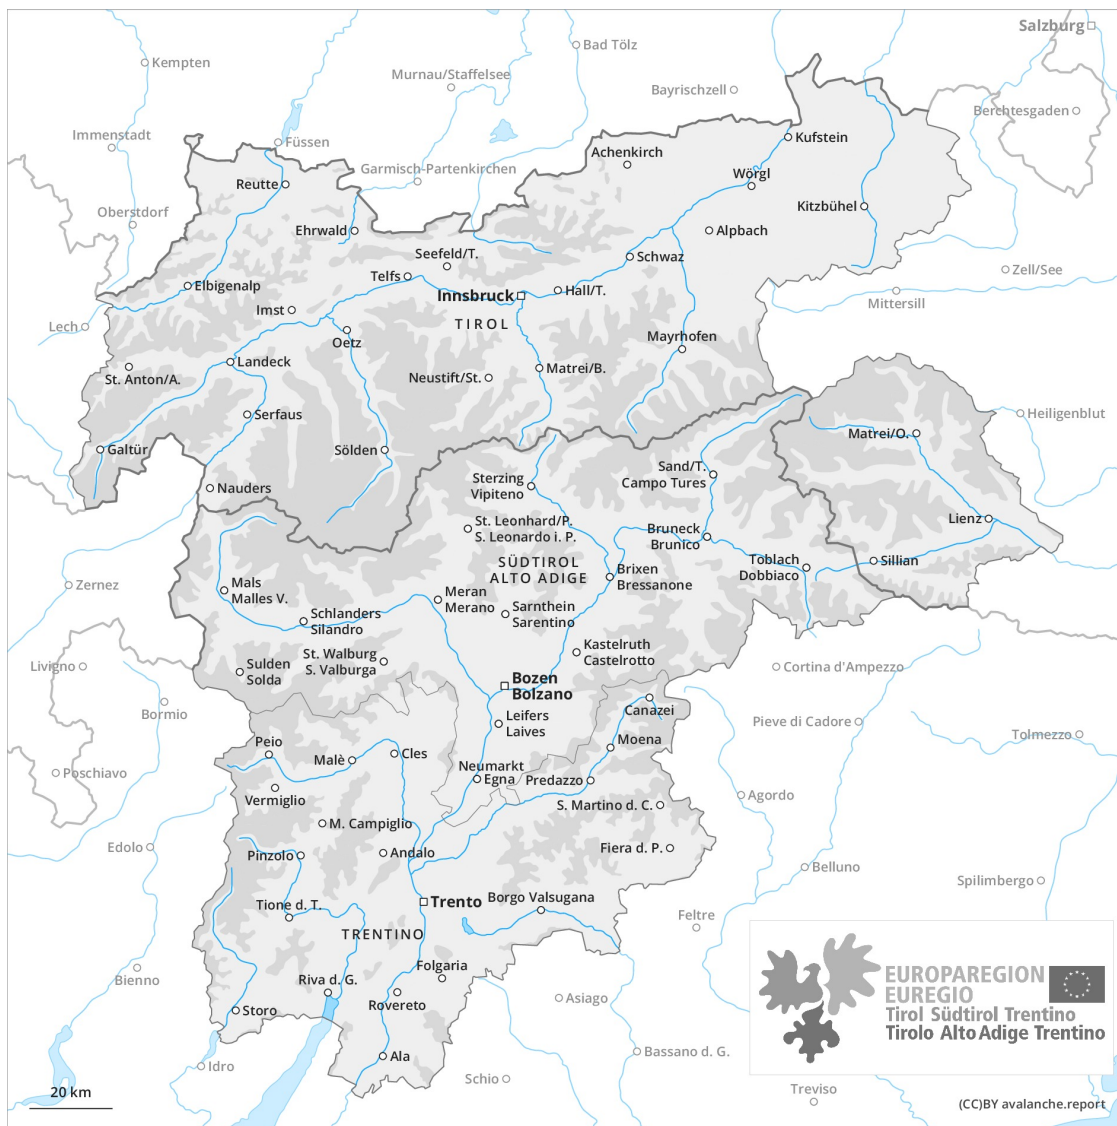 Salzburg
Bad Tölz
Kempten
Murnau/Staffelsee
Bayrischzell
Berchtesgaden
Immenstadt
Füssen
Kufstein
Achenkirch
Garmisch-Partenkirchen
Wörgl
Reutte
Oberstdorf
Kitzbühel
Ehrwald
Alpbach
Seefeld/T.
Schwaz
Telfs
Zell/See
Elbigenalp
Hall/T.
Innsbruck
Mittersill
Imst
TIROL
Lech
Oetz
Mayrhofen
Landeck
Matrei/B.
St. Anton/A.
Neustift/St.
Serfaus
Heiligenblut
Matrei/O.
Galtür
Sölden
Sand/T.
Campo Tures
Sterzing
Vipiteno
Nauders
Lienz
St. Leonhard/P.
S. Leonardo i. P.
Bruneck
Brunico
SÜDTIROL
ALTO ADIGE
Toblach
Dobbiaco
Sillian
Brixen
Bressanone
Zernez
Mals
Malles V.
Meran
Merano
Schlanders
Silandro
Sarnthein
Sarentino
Kastelruth
Castelrotto
St. Walburg
S. Valburga
Livigno
Sulden
Solda
Cortina d'Ampezzo
Bozen
Bolzano
Bormio
Canazei
Leifers
Laives
Pieve di Cadore
Tolmezzo
Peio
Moena
Malè
Cles
Neumarkt
Egna
Predazzo
Poschiavo
Vermiglio
Agordo
S. Martino d. C.
M. Campiglio
Edolo
Pinzolo
Andalo
Fiera d. P.
Belluno
Spilimbergo
Tione d. T.
Trento
Borgo Valsugana
Feltre
TRENTINO
Bienno
Folgaria
Riva d. G.
Rovereto
Asiago
Storo
EUROPAREGION
EUREGIO
Tirol Südtirol Trentino
Tirolo Alto Adige Trentino
Ala
Bassano d. G.
Idro
Schio
Treviso
20 km
(CC)BY avalanche.report